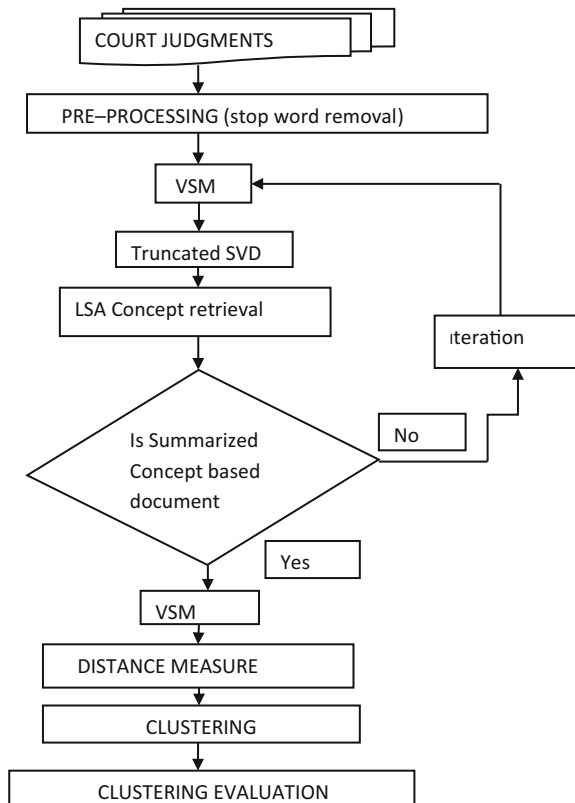 COURT JUDGMENTS
PRE–PROCESSING (stop word removal)
VSM
Truncated SVD
LSA Concept retrieval
Iteration
No
Is Summarized
Concept based
document
Yes
VSM
DISTANCE MEASURE
CLUSTERING
CLUSTERING EVALUATION